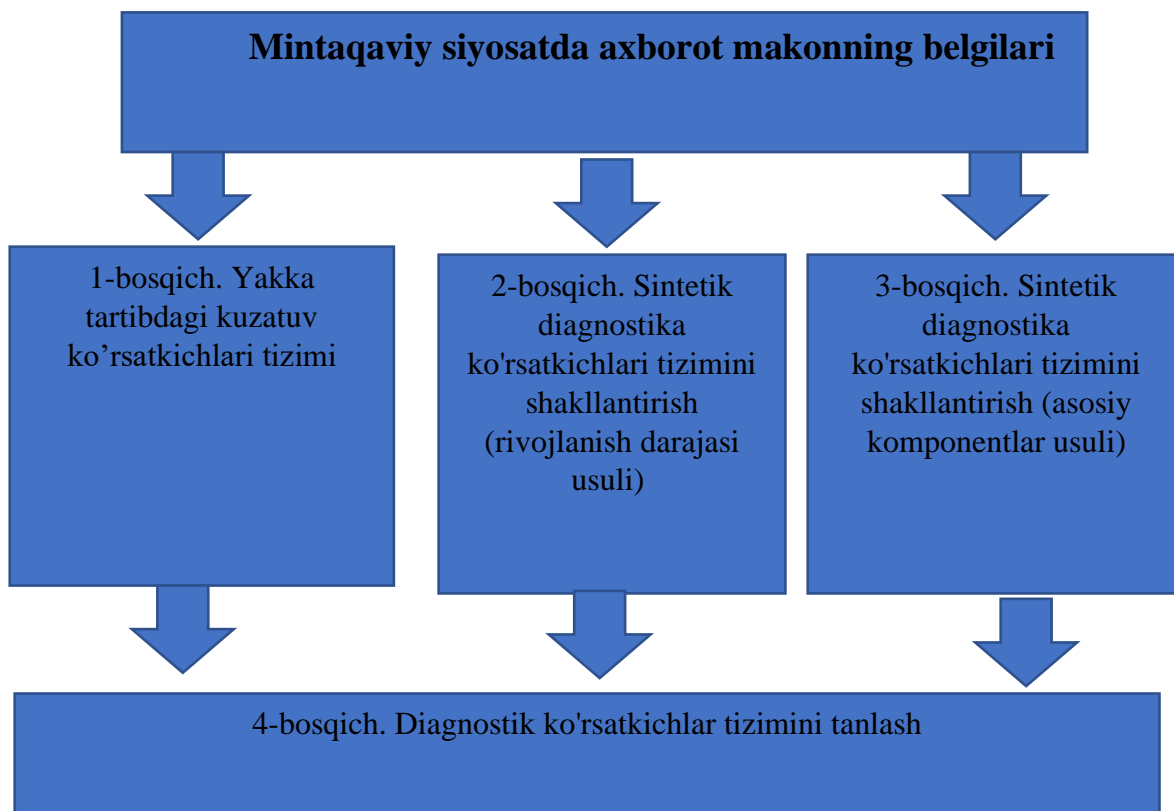 Mintaqaviy siyosatda axborot makonning belgilari
1-bosqich. Yakka
tartibdagi kuzatuv
ko’rsatkichlari tizimi
2-bosqich. Sintetik
diagnostika
ko'rsatkichlari tizimini
shakllantirish
(rivojlanish darajasi
usuli)
3-bosqich. Sintetik
diagnostika
ko'rsatkichlari tizimini
shakllantirish (asosiy
komponentlar usuli)
4-bosqich. Diagnostik ko'rsatkichlar tizimini tanlash